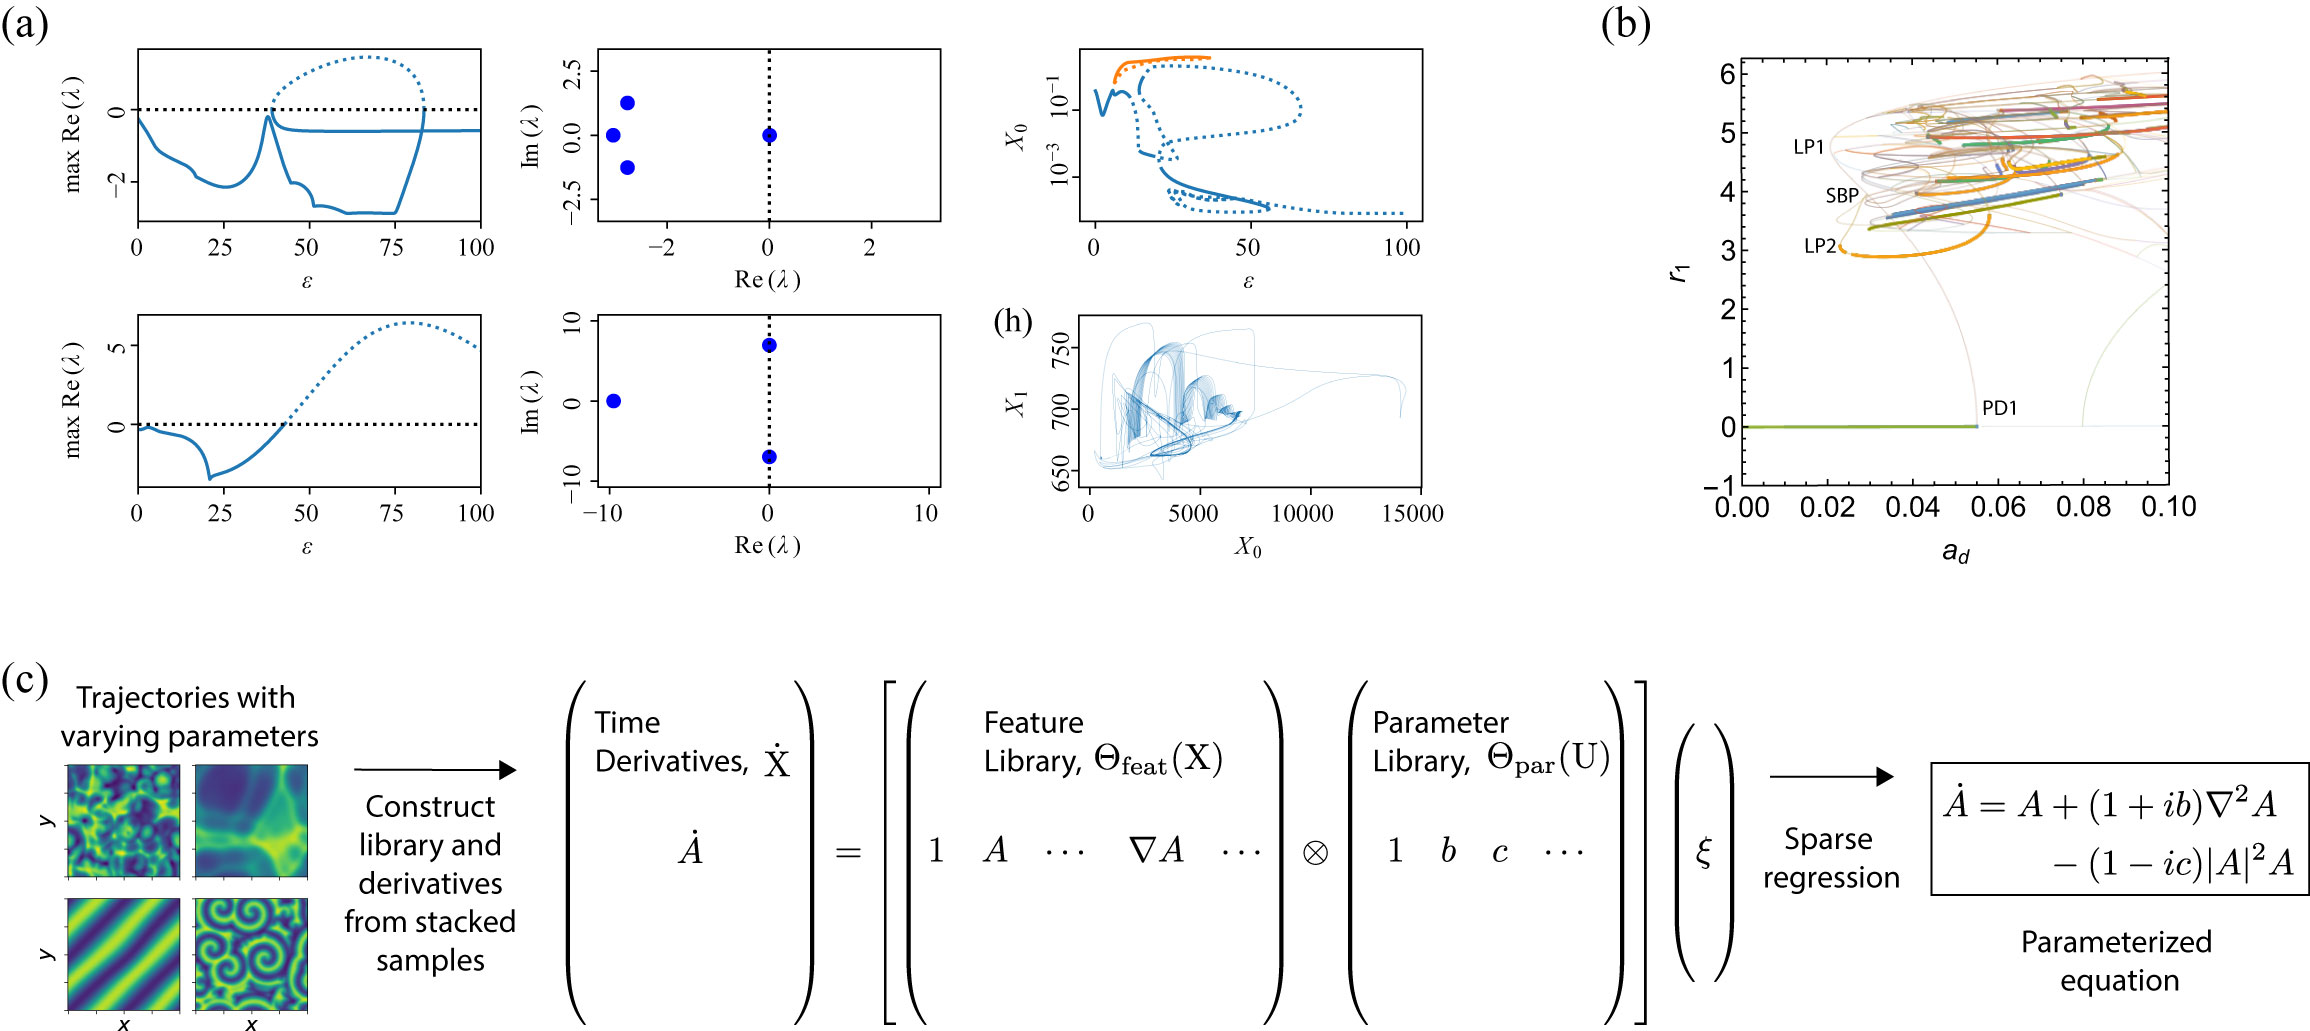 (a)
max Re(λ)
0
−2
0 25 50 75 100
ε
Im(λ)
2.5
0.0
−2.5
−2 0 2
Re(λ)
X₀
10⁻¹
10⁻³
0 50 100
ε
max Re(λ)
5
0
0 25 50 75 100
ε
Im(λ)
10
0
−10
−10 0 10
Re(λ)
(h)
X₁
750
700
650
0 5000 10000 15000
X₀
(b)
r₁
6
5
4
3
2
1
0
−1
LP1
SBP
LP2
PD1
0.00 0.02 0.04 0.06 0.08 0.10
a_d
(c)
Trajectories with
varying parameters
y
y
x x
Construct
library and
derivatives
from stacked
samples
Time
Derivatives, Ẋ
Ȧ
=
Feature
Library, Θ_feat(X)
1 A ⋯ ∇A ⋯
⊗
Parameter
Library, Θ_par(U)
1 b c ⋯
ξ
Sparse
regression
Ȧ = A + (1 + ib)∇²A
− (1 − ic)|A|²A
Parameterized
equation